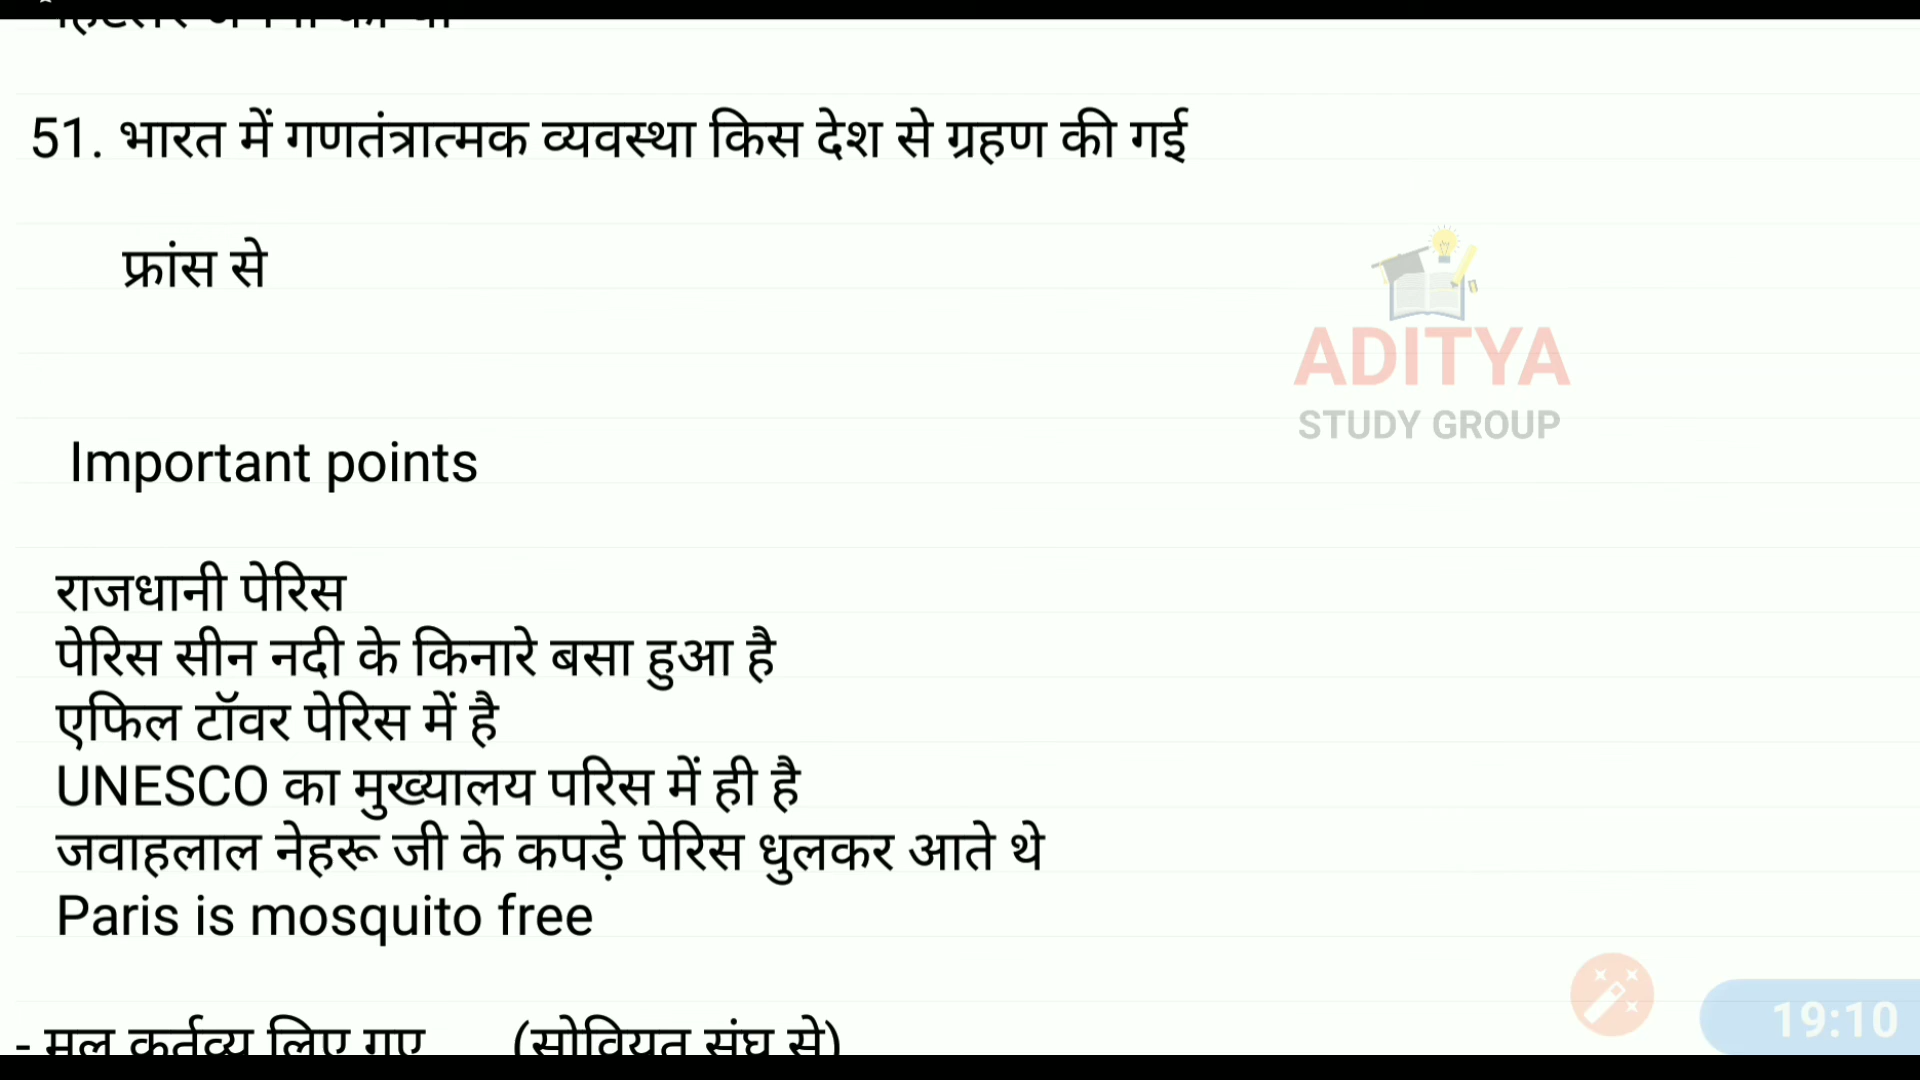 51. भारत में गणतंत्रात्मक व्यवस्था किस देश से ग्रहण की गई
फ्रांस से
ADITYA
STUDY GROUP
Important points
राजधानी पेरिस
पेरिस सीन नदी के किनारे बसा हुआ है
एफिल टॉवर पेरिस में है
UNESCO का मुख्यालय परिस में ही है
जवाहलाल नेहरू जी के कपड़े पेरिस धुलकर आते थे
Paris is mosquito free
19:10
- मूल कर्तव्य लिए गए (सोवियत संघ से)